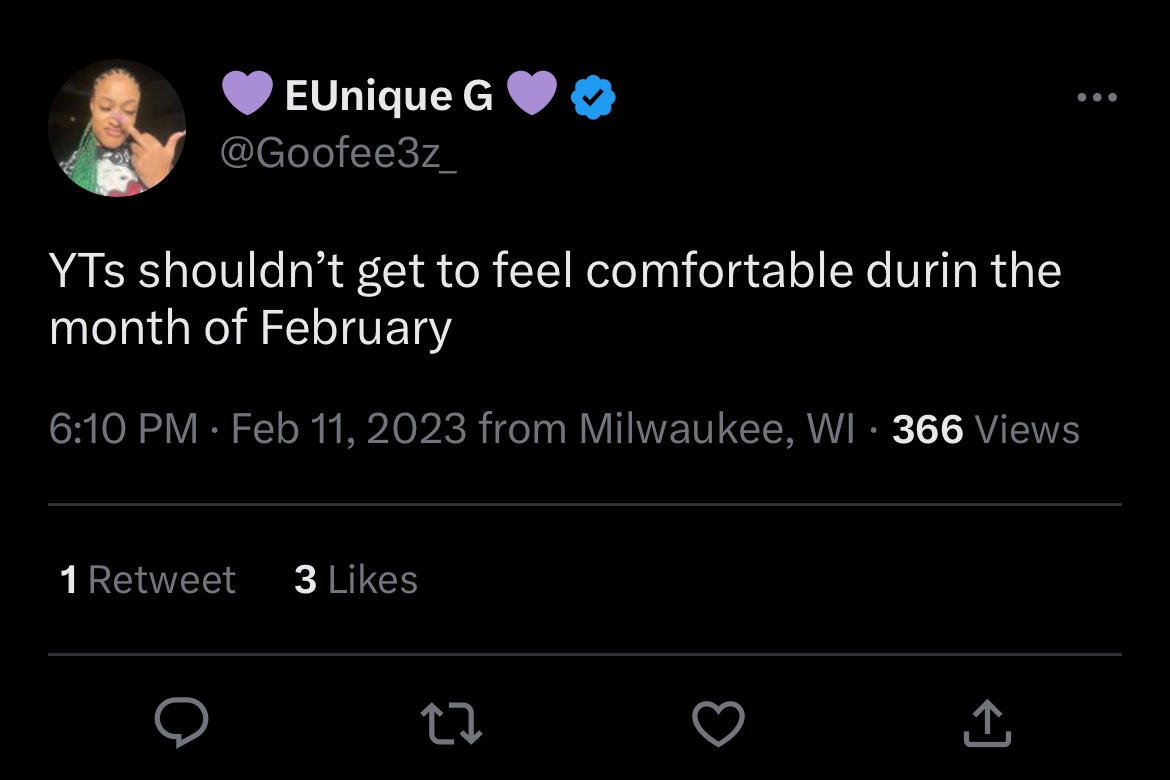 💜 EUnique G 💜
@Goofee3z_
YTs shouldn’t get to feel comfortable durin the
month of February
6:10 PM · Feb 11, 2023 from Milwaukee, WI · 366 Views
1 Retweet 3 Likes